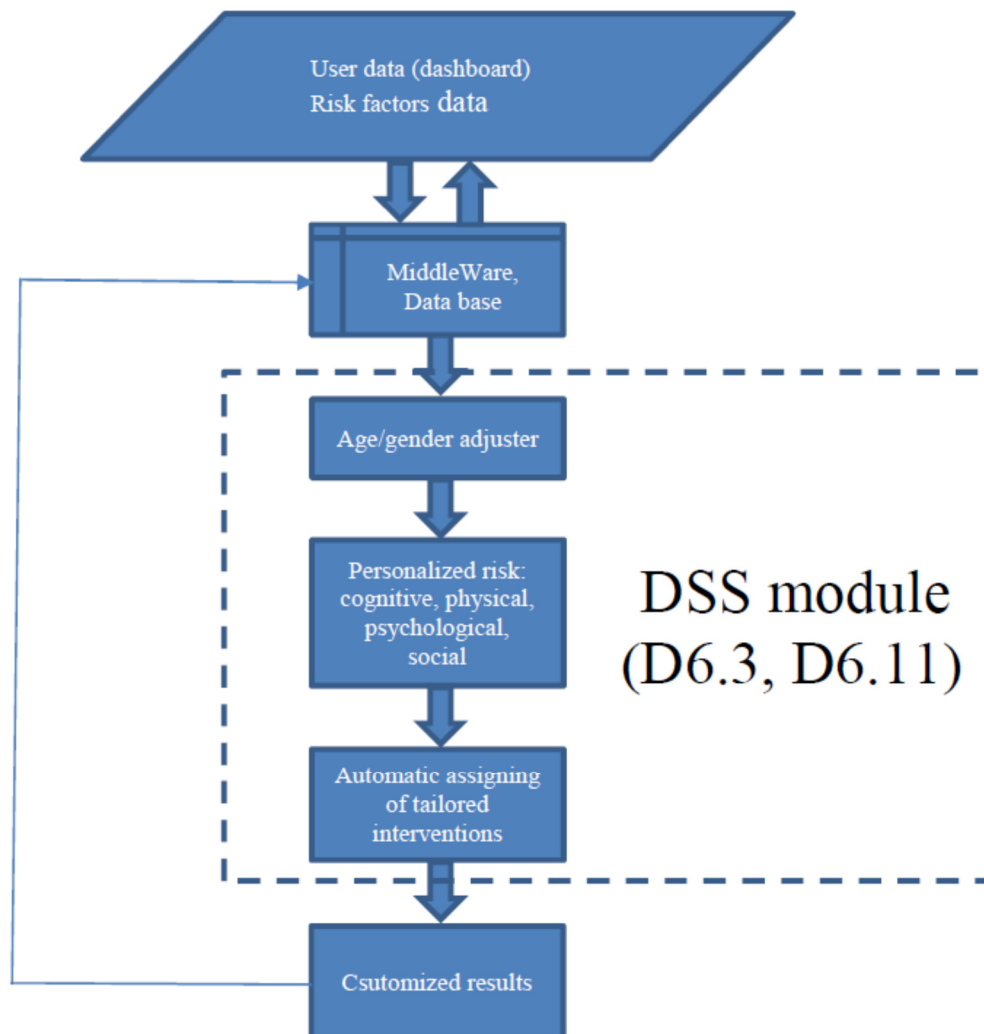 User data (dashboard)
Risk factors data
MiddleWare,
Data base
Age/gender adjuster
Personalized risk:
cognitive, physical,
psychological,
social
DSS module
(D6.3, D6.11)
Automatic assigning
of tailored
interventions
Csutomized results